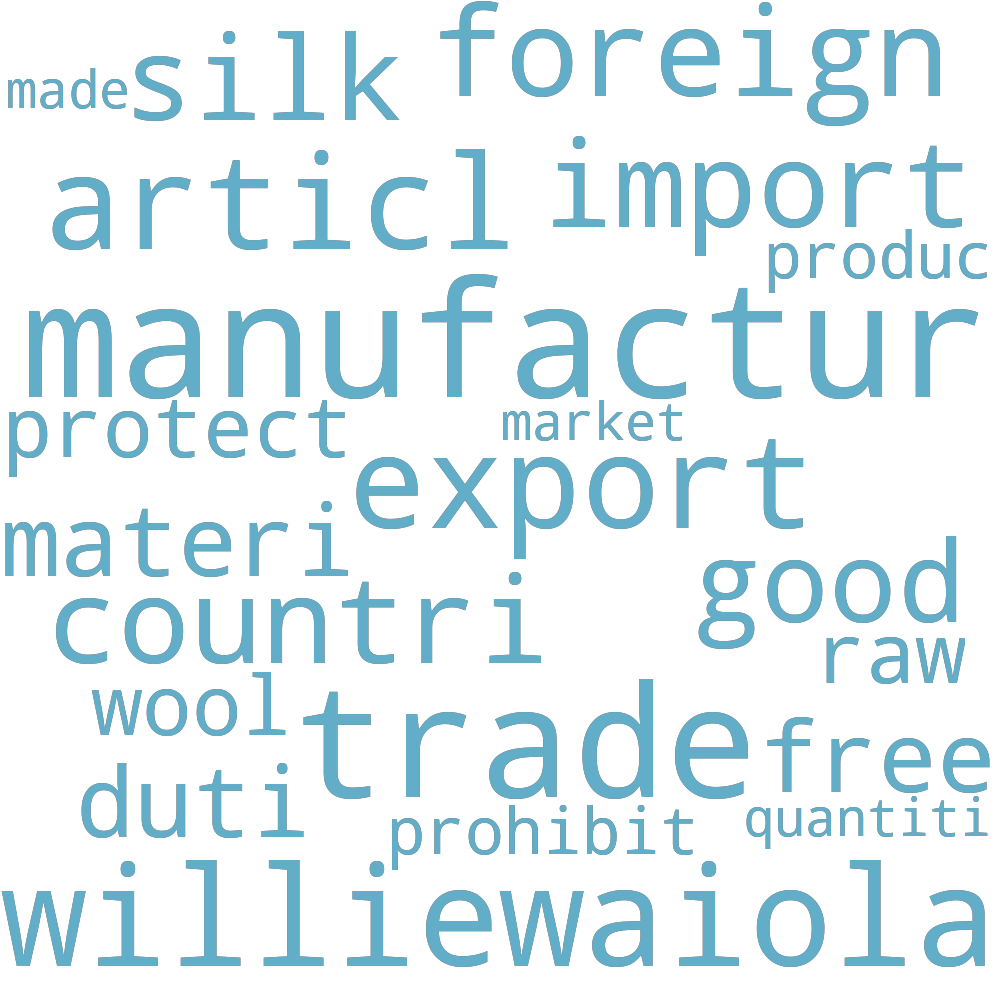 made silk foreign
articl import
produc
manufactur
protect market
export
materi
good
countri
raw
wool trade free
duti prohibit quantiti
williewaiola